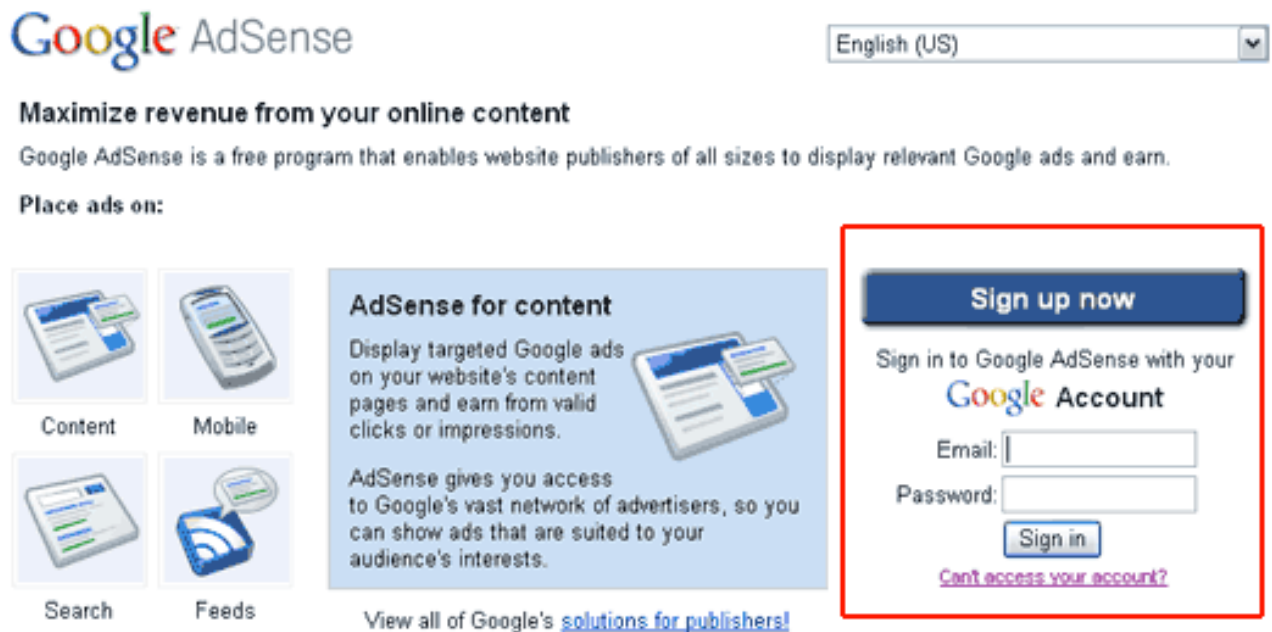 Google AdSense
English (US)
Maximize revenue from your online content
Google AdSense is a free program that enables website publishers of all sizes to display relevant Google ads and earn.
Place ads on:
Content
Mobile
Search
Feeds
AdSense for content
Display targeted Google ads
on your website's content
pages and earn from valid
clicks or impressions.
AdSense gives you access
to Google's vast network of advertisers, so you
can show ads that are suited to your
audience's interests.
View all of Google's solutions for publishers!
Sign up now
Sign in to Google AdSense with your
Google Account
Email:
Password:
Sign in
Can't access your account?